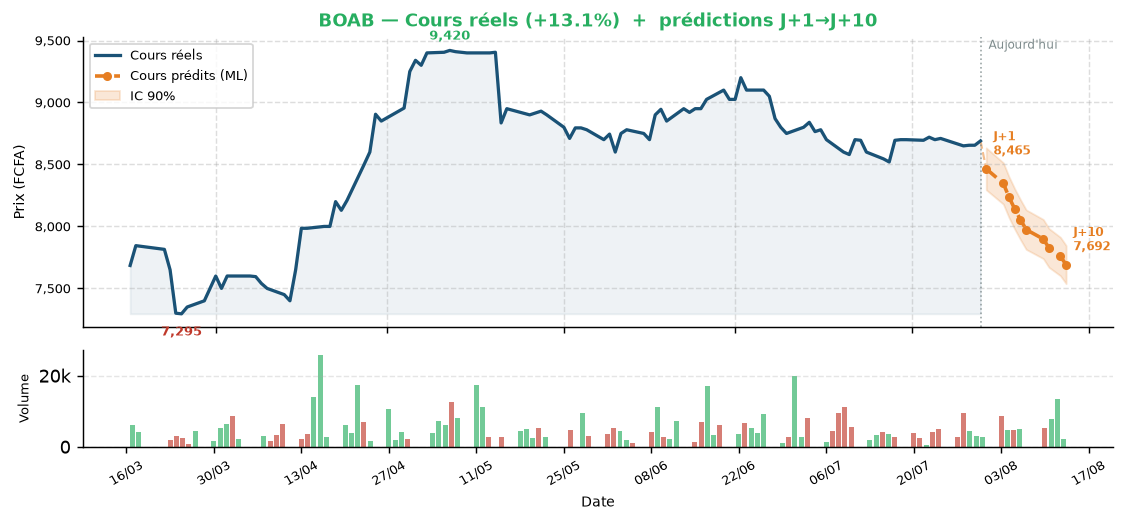 BOAB — Cours réels (+13.1%) + prédictions J+1→J+10
9,420
Aujourd'hui
Cours réels
Cours prédits (ML)
IC 90%
J+1
8,465
J+10
7,692
7,295
Prix (FCFA)
9,500
9,000
8,500
8,000
7,500
Volume
20k
0
16/03 30/03 13/04 27/04 11/05 25/05 08/06 22/06 06/07 20/07 03/08 17/08
Date